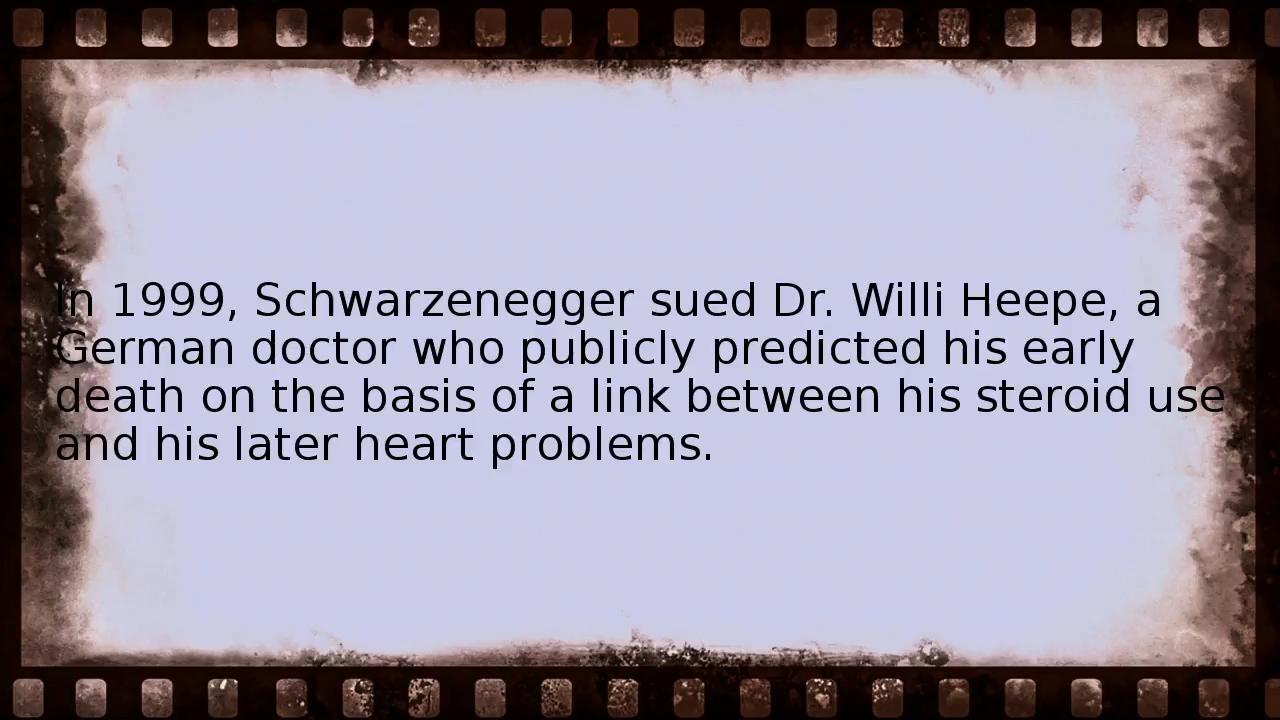 In 1999, Schwarzenegger sued Dr. Willi Heepe, a
German doctor who publicly predicted his early
death on the basis of a link between his steroid use
and his later heart problems.